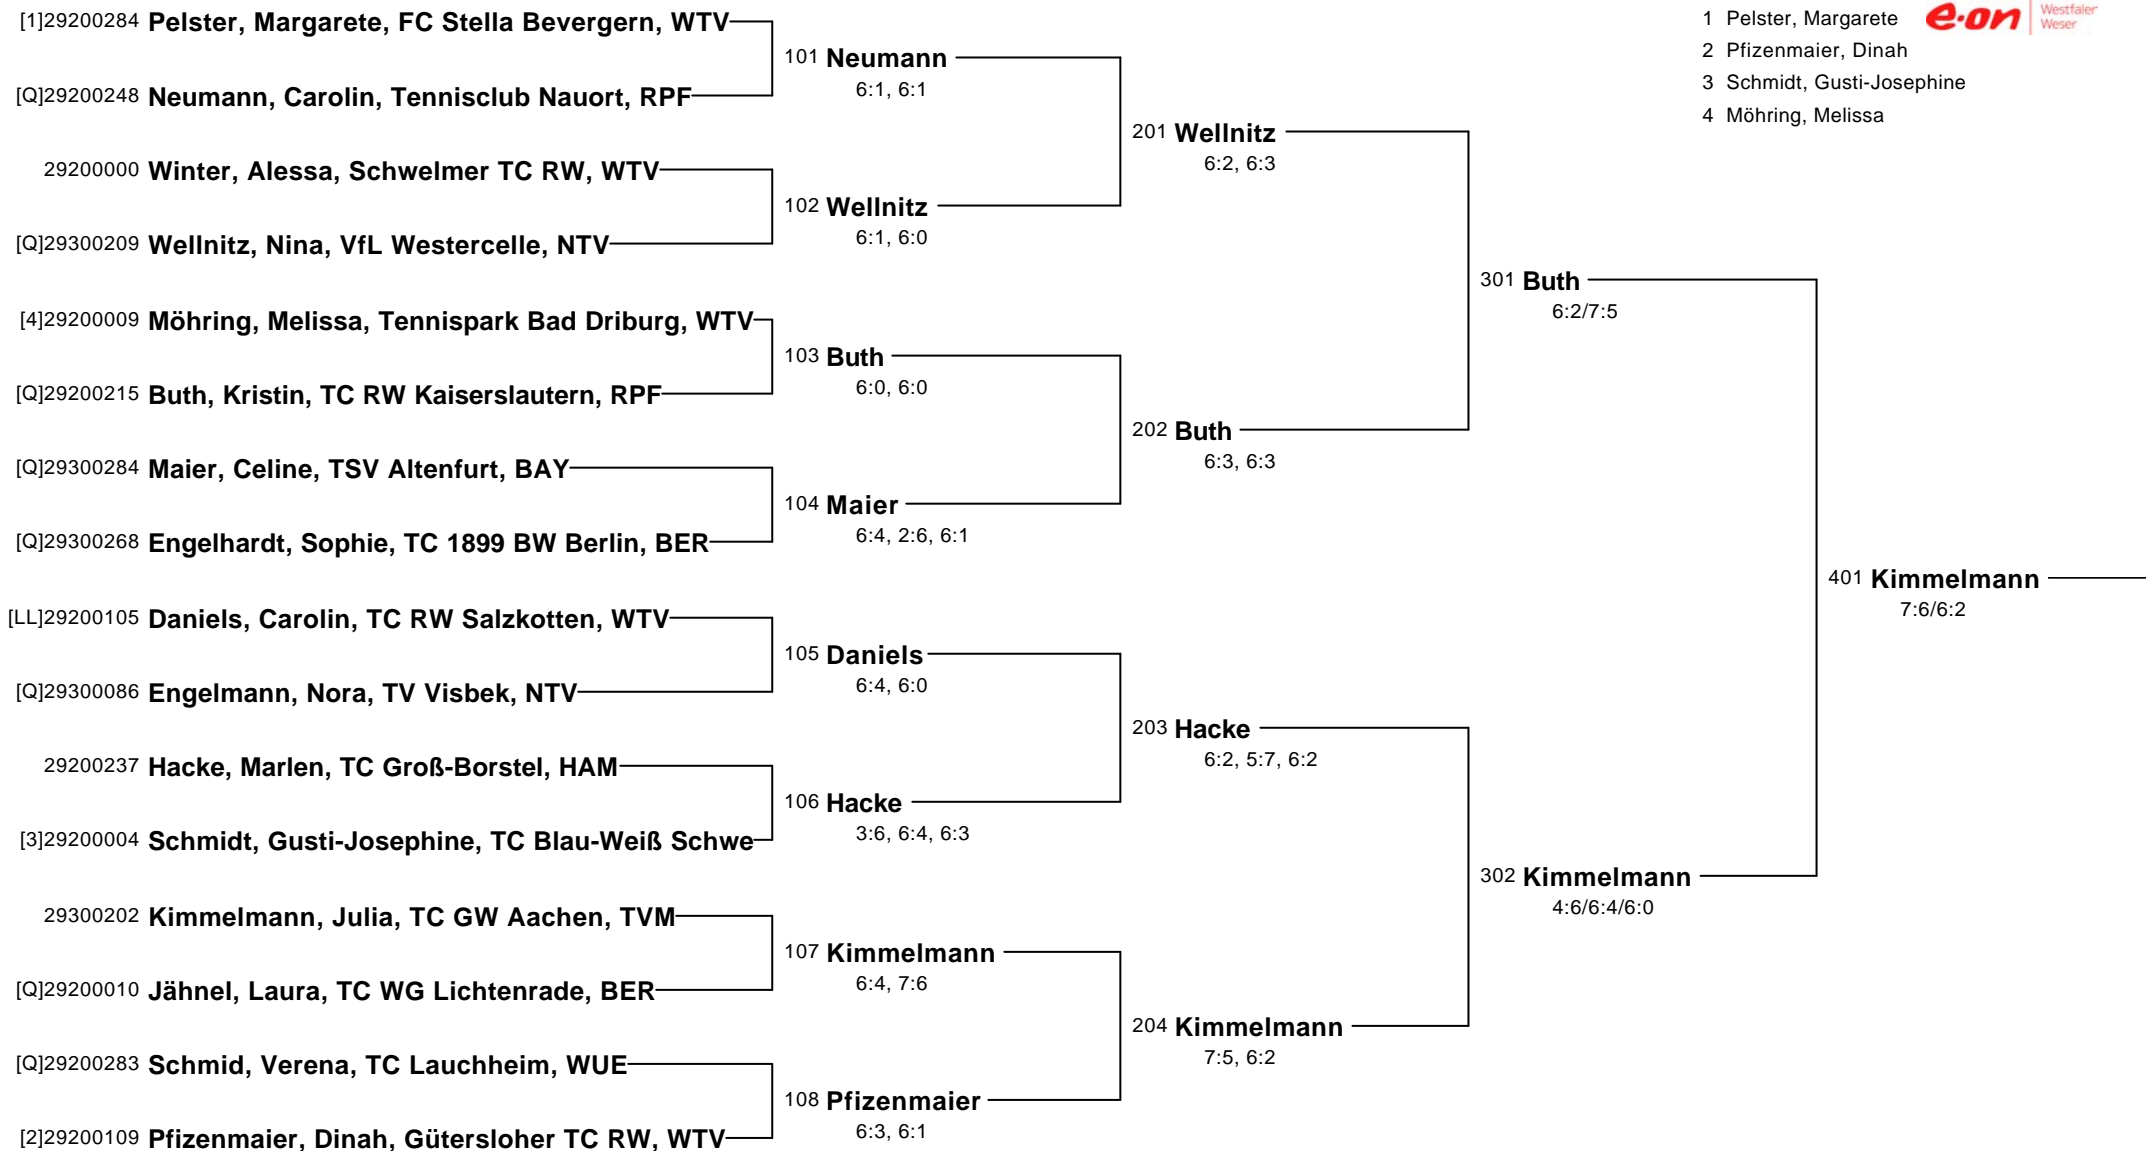 [1]29200284 Pelster, Margarete, FC Stella Bevergern, WTV
[Q]29200248 Neumann, Carolin, Tennisclub Nauort, RPF
29200000 Winter, Alessa, Schwelmer TC RW, WTV
[Q]29300209 Wellnitz, Nina, VfL Westercelle, NTV
[4]29200009 Möhring, Melissa, Tennispark Bad Driburg, WTV
[Q]29200215 Buth, Kristin, TC RW Kaiserslautern, RPF
[Q]29300284 Maier, Celine, TSV Altenfurt, BAY
[Q]29300268 Engelhardt, Sophie, TC 1899 BW Berlin, BER
[LL]29200105 Daniels, Carolin, TC RW Salzkotten, WTV
[Q]29300086 Engelmann, Nora, TV Visbek, NTV
29200237 Hacke, Marlen, TC Groß-Borstel, HAM
[3]29200004 Schmidt, Gusti-Josephine, TC Blau-Weiß Schwe
29300202 Kimmelmann, Julia, TC GW Aachen, TVM
[Q]29200010 Jähnel, Laura, TC WG Lichtenrade, BER
[Q]29200283 Schmid, Verena, TC Lauchheim, WUE
[2]29200109 Pfizenmaier, Dinah, Gütersloher TC RW, WTV
101 Neumann
6:1, 6:1
102 Wellnitz
6:1, 6:0
103 Buth
6:0, 6:0
104 Maier
6:4, 2:6, 6:1
105 Daniels
6:4, 6:0
106 Hacke
3:6, 6:4, 6:3
107 Kimmelmann
6:4, 7:6
108 Pfizenmaier
6:3, 6:1
201 Wellnitz
6:2, 6:3
202 Buth
6:3, 6:3
203 Hacke
6:2, 5:7, 6:2
204 Kimmelmann
7:5, 6:2
301 Buth
6:2/7:5
302 Kimmelmann
4:6/6:4/6:0
401 Kimmelmann
7:6/6:2
1 Pelster, Margarete
2 Pfizenmaier, Dinah
3 Schmidt, Gusti-Josephine
4 Möhring, Melissa
e·on
Westfalen
Weser